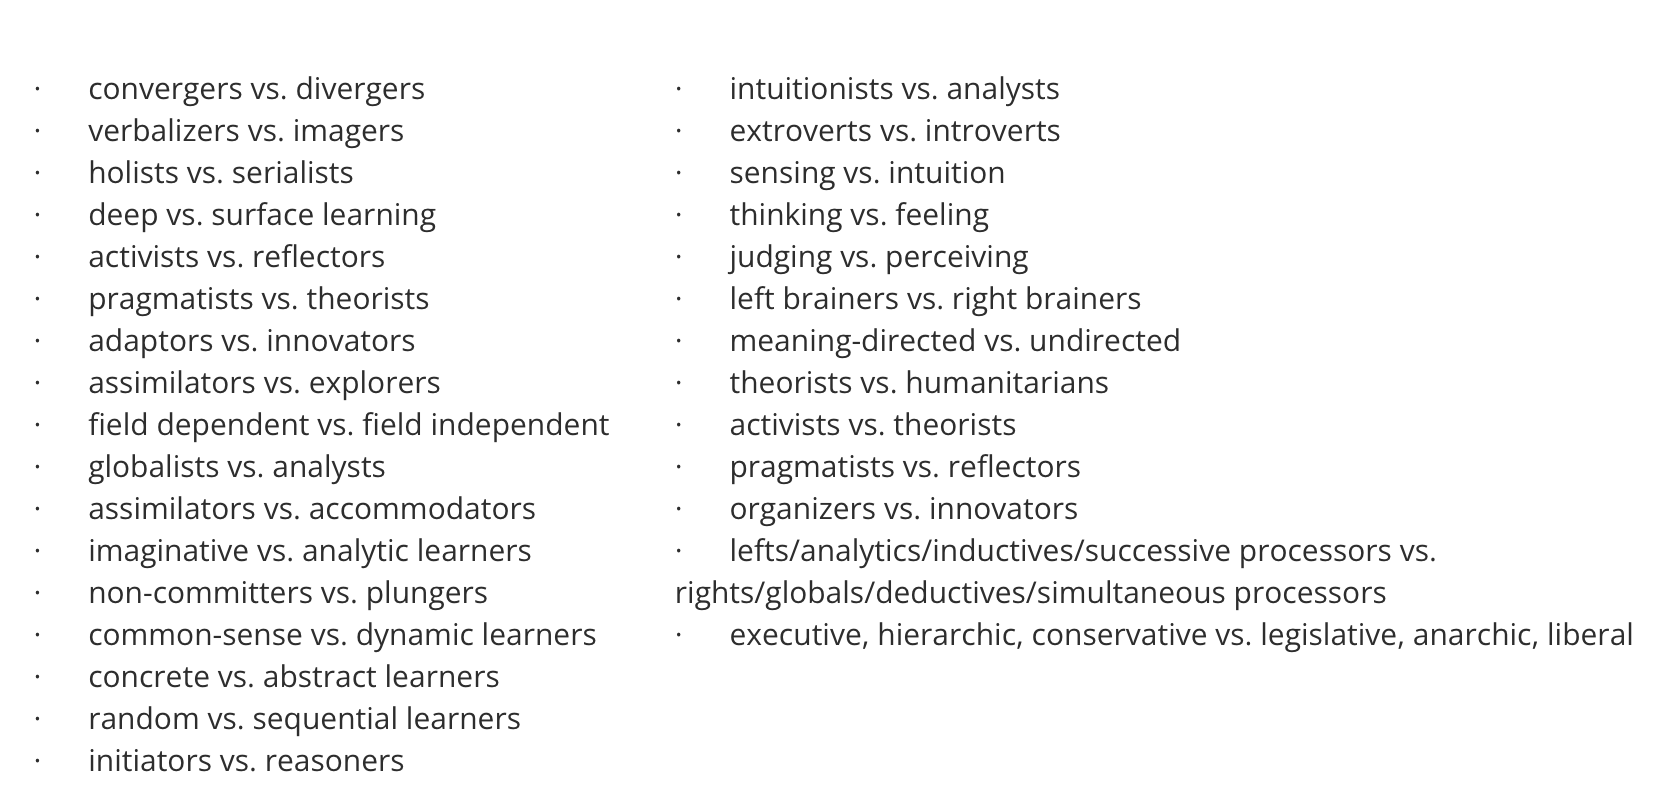 · convergers vs. divergers
· verbalizers vs. imagers
· holists vs. serialists
· deep vs. surface learning
· activists vs. reflectors
· pragmatists vs. theorists
· adaptors vs. innovators
· assimilators vs. explorers
· field dependent vs. field independent
· globalists vs. analysts
· assimilators vs. accommodators
· imaginative vs. analytic learners
· non-committers vs. plungers
· common-sense vs. dynamic learners
· concrete vs. abstract learners
· random vs. sequential learners
· initiators vs. reasoners
· intuitionists vs. analysts
· extroverts vs. introverts
· sensing vs. intuition
· thinking vs. feeling
· judging vs. perceiving
· left brainers vs. right brainers
· meaning-directed vs. undirected
· theorists vs. humanitarians
· activists vs. theorists
· pragmatists vs. reflectors
· organizers vs. innovators
· lefts/analytics/inductives/successive processors vs.
rights/globals/deductives/simultaneous processors
· executive, hierarchic, conservative vs. legislative, anarchic, liberal